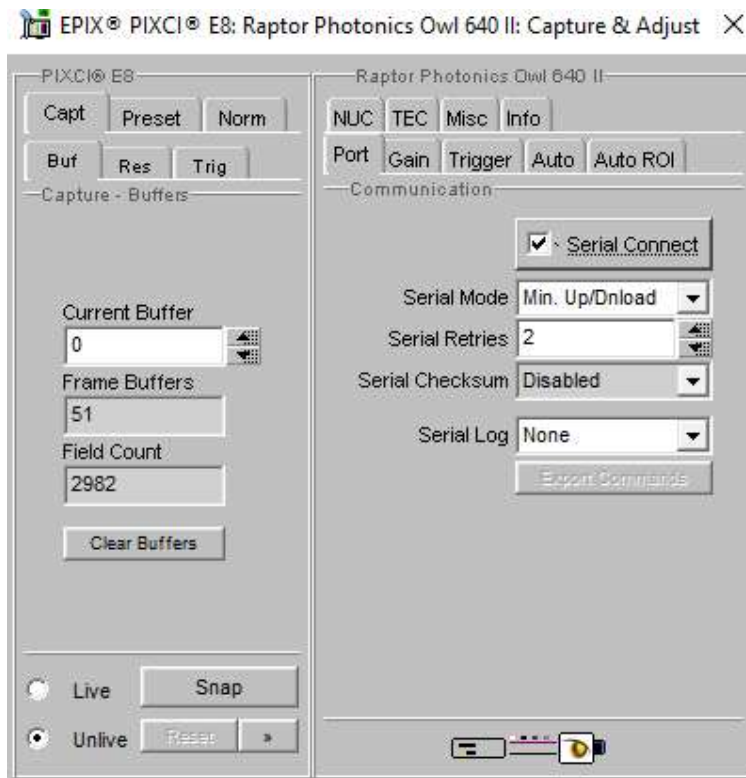 EPIX® PIXCI® E8: Raptor Photonics Owl 640 II: Capture & Adjust
PIXCI® E8
Capt Preset Norm
Buf Res Trig
Capture - Buffers
Current Buffer
0
Frame Buffers
51
Field Count
2982
Clear Buffers
Live Snap
Unlive Reset »
Raptor Photonics Owl 640 II
NUC TEC Misc Info
Port Gain Trigger Auto Auto ROI
Communication
Serial Connect
Serial Mode Min. Up/Dnload
Serial Retries 2
Serial Checksum Disabled
Serial Log None
Export Commands